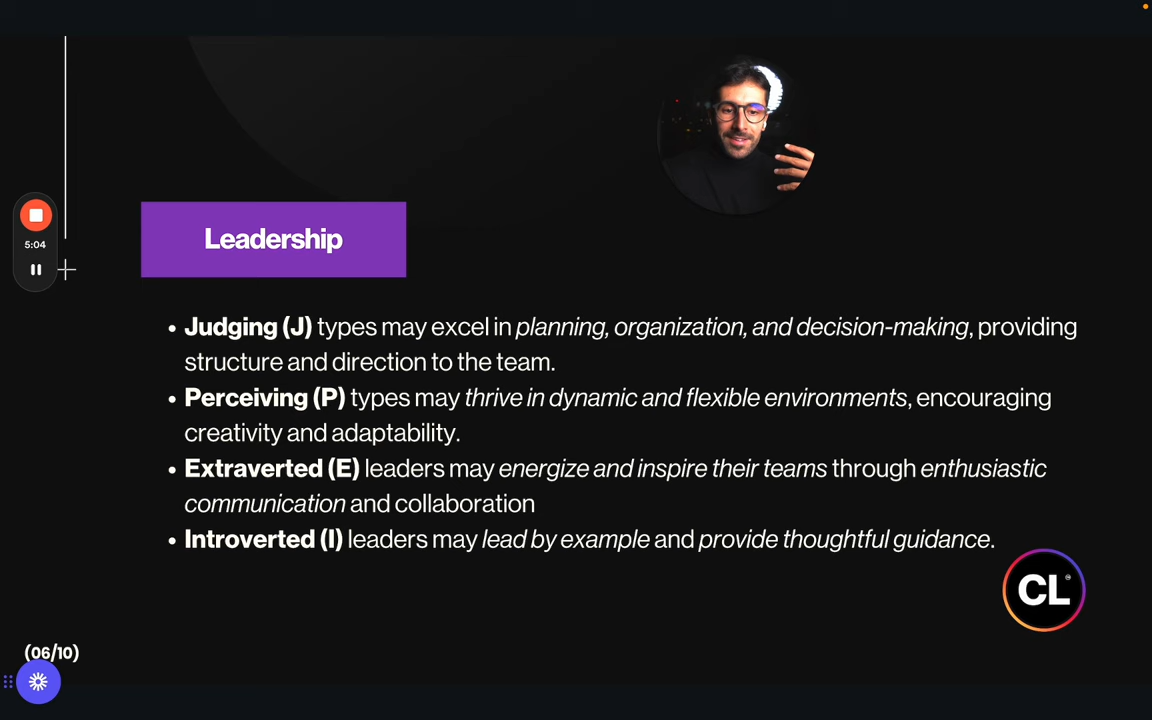 Leadership
5:04
• Judging (J) types may excel in planning, organization, and decision-making, providing
structure and direction to the team.
• Perceiving (P) types may thrive in dynamic and flexible environments, encouraging
creativity and adaptability.
• Extraverted (E) leaders may energize and inspire their teams through enthusiastic
communication and collaboration
• Introverted (I) leaders may lead by example and provide thoughtful guidance.
CL
(06/10)